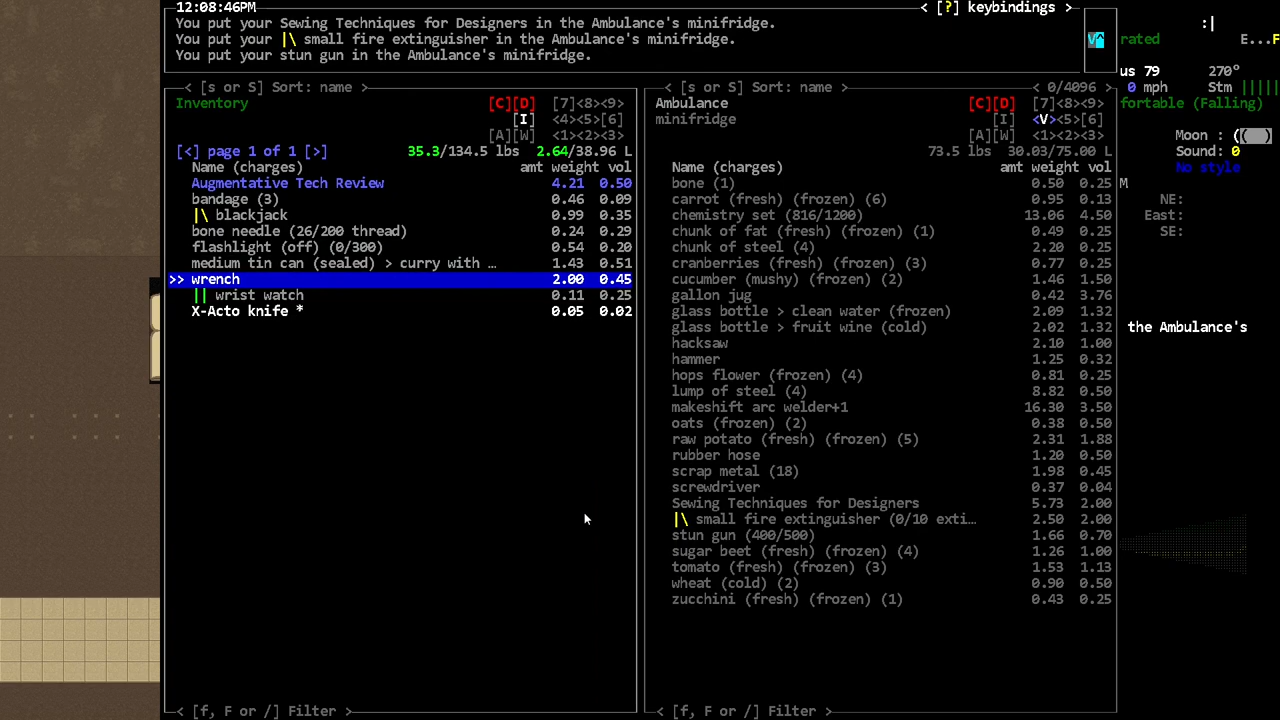 12:08:46PM < [?] keybindings >
You put your Sewing Techniques for Designers in the Ambulance's minifridge.
You put your |\ small fire extinguisher in the Ambulance's minifridge.
You put your stun gun in the Ambulance's minifridge.
V^
:|
rated E...F
us 79 270°
0 mph Stm |||||
fortable (Falling)
Moon : (
Sound: 0
No style
M
NE:
East:
SE:
the Ambulance's
< [s or S] Sort: name >
Inventory [C][D] [7]<8><9>
[I] <4><5>[6]
[A][W] <1><2><3>
[<] page 1 of 1 [>] 35.3/134.5 lbs 2.64/38.96 L
Name (charges) amt weight vol
Augmentative Tech Review 4.21 0.50
bandage (3) 0.46 0.09
|\ blackjack 0.99 0.35
bone needle (26/200 thread) 0.24 0.29
flashlight (off) (0/300) 0.54 0.20
medium tin can (sealed) > curry with … 1.43 0.51
>> wrench 2.00 0.45
|| wrist watch 0.11 0.25
X-Acto knife * 0.05 0.02
< [f, F or /] Filter >
< [s or S] Sort: name > < 0/4096 >
Ambulance [C][D] [7]<8><9>
minifridge [I] <V><5>[6]
[A][W] <1><2><3>
73.5 lbs 30.03/75.00 L
Name (charges) amt weight vol
bone (1) 0.50 0.25
carrot (fresh) (frozen) (6) 0.95 0.13
chemistry set (816/1200) 13.06 4.50
chunk of fat (fresh) (frozen) (1) 0.49 0.25
chunk of steel (4) 2.20 0.25
cranberries (fresh) (frozen) (3) 0.77 0.25
cucumber (mushy) (frozen) (2) 1.46 1.50
gallon jug 0.42 3.76
glass bottle > clean water (frozen) 2.09 1.32
glass bottle > fruit wine (cold) 2.02 1.32
hacksaw 2.10 1.00
hammer 1.25 0.32
hops flower (frozen) (4) 0.81 0.25
lump of steel (4) 8.82 0.50
makeshift arc welder+1 16.30 3.50
oats (frozen) (2) 0.38 0.50
raw potato (fresh) (frozen) (5) 2.31 1.88
rubber hose 1.20 0.50
scrap metal (18) 1.98 0.45
screwdriver 0.37 0.04
Sewing Techniques for Designers 5.73 2.00
|\ small fire extinguisher (0/10 exti… 2.50 2.00
stun gun (400/500) 1.66 0.70
sugar beet (fresh) (frozen) (4) 1.26 1.00
tomato (fresh) (frozen) (3) 1.53 1.13
wheat (cold) (2) 0.90 0.50
zucchini (fresh) (frozen) (1) 0.43 0.25
< [f, F or /] Filter >